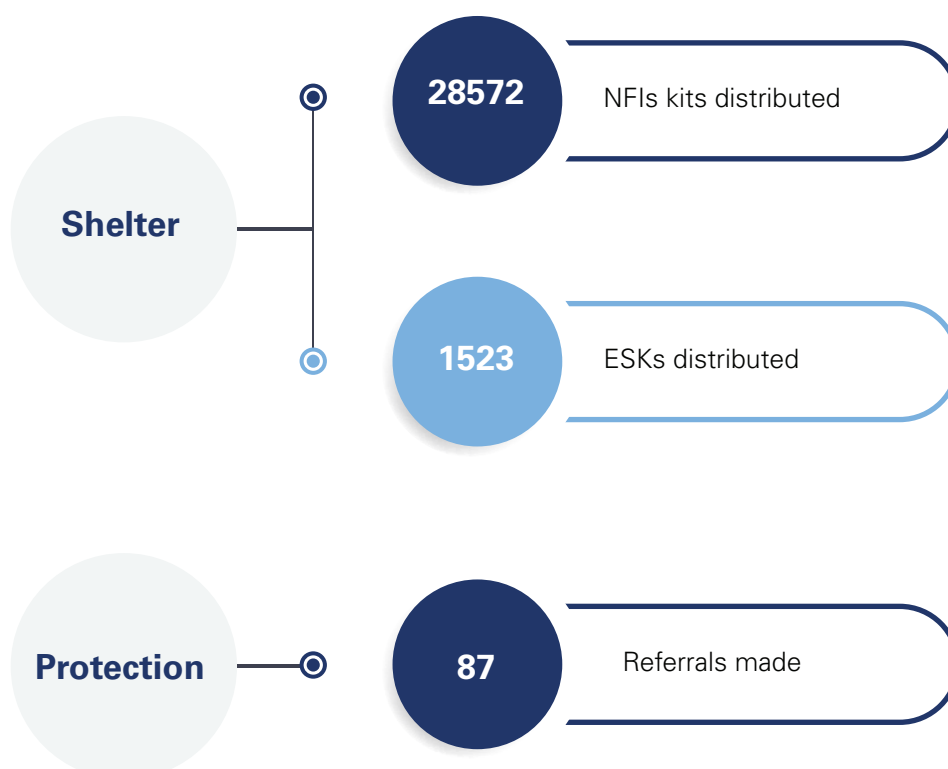 Shelter
28572
NFIs kits distributed
1523
ESKs distributed
Protection
87
Referrals made